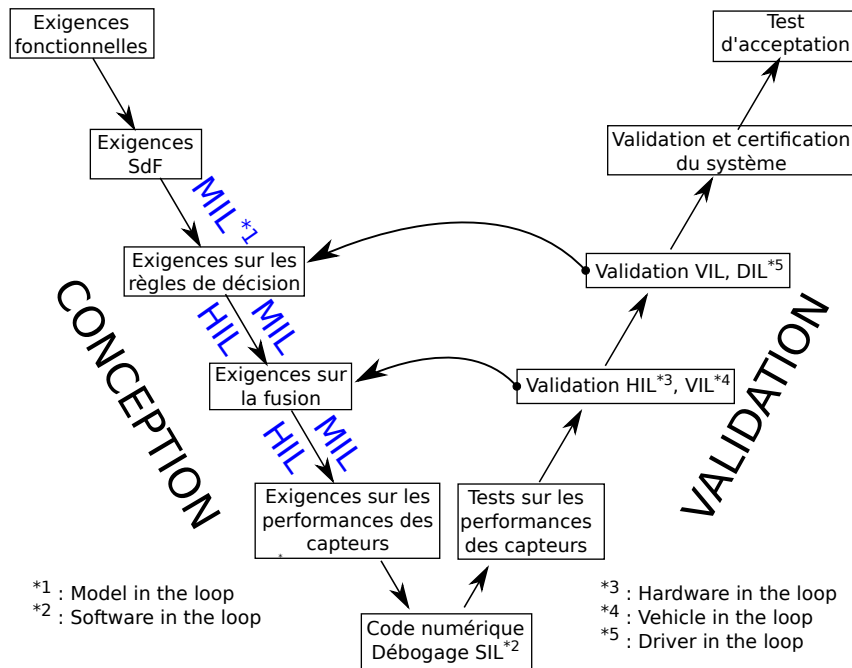 Exigences
fonctionnelles
Test
d'acceptation
Exigences
SdF
Validation et certification
du système
MIL*1
Exigences sur les
règles de décision
Validation VIL, DIL*5
CONCEPTION
VALIDATION
HIL
MIL
Exigences sur
la fusion
Validation HIL*3, VIL*4
HIL
MIL
Exigences sur les
performances des
capteurs
Tests sur les
performances
des capteurs
Code numérique
Débogage SIL*2
*1 : Model in the loop
*2 : Software in the loop
*3 : Hardware in the loop
*4 : Vehicle in the loop
*5 : Driver in the loop